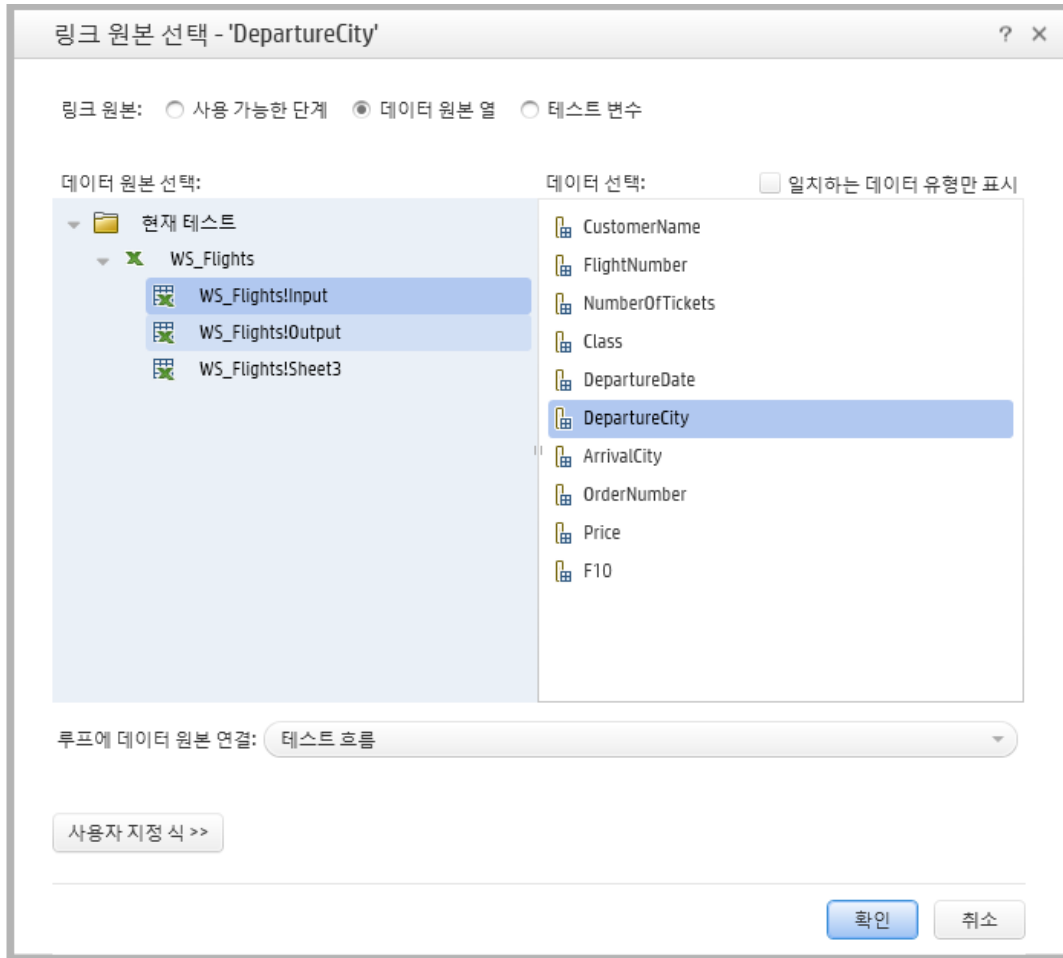 링크 원본 선택 - 'DepartureCity' ? ×
링크 원본: 사용 가능한 단계 데이터 원본 열 테스트 변수
데이터 원본 선택:
현재 테스트
WS_Flights
WS_Flights!Input
WS_Flights!Output
WS_Flights!Sheet3
데이터 선택: 일치하는 데이터 유형만 표시
CustomerName
FlightNumber
NumberOfTickets
Class
DepartureDate
DepartureCity
ArrivalCity
OrderNumber
Price
F10
루프에 데이터 원본 연결: 테스트 흐름
사용자 지정 식 >>
확인 취소